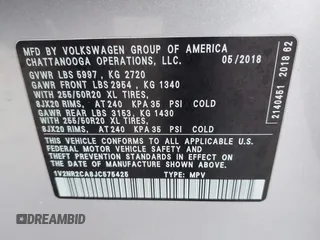 MFD BY VOLKSWAGEN GROUP OF AMERICA
CHATTANOOGA OPERATIONS, LLC. 05/2018
GVWR LBS 5997 , KG 2720
GAWR FRONT LBS 2954 , KG 1340
WITH 255/50R20 XL TIRES,
8JX20 RIMS, AT 240 KPA 35 PSI COLD
GAWR REAR LBS 3153 , KG 1430
WITH 255/50R20 XL TIRES,
8JX20 RIMS, AT 240 KPA 35 PSI COLD
THIS VEHICLE CONFORMS TO ALL APPLICABLE
FEDERAL MOTOR VEHICLE SAFETY, BUMPER,
AND THEFT PREVENTION STANDARDS IN EFFECT
ON THE DATE OF MANUFACTURE SHOWN ABOVE.
1V2NR2CA8JC575425 TYPE: MPV
2140451 2018 62
DREAMBID